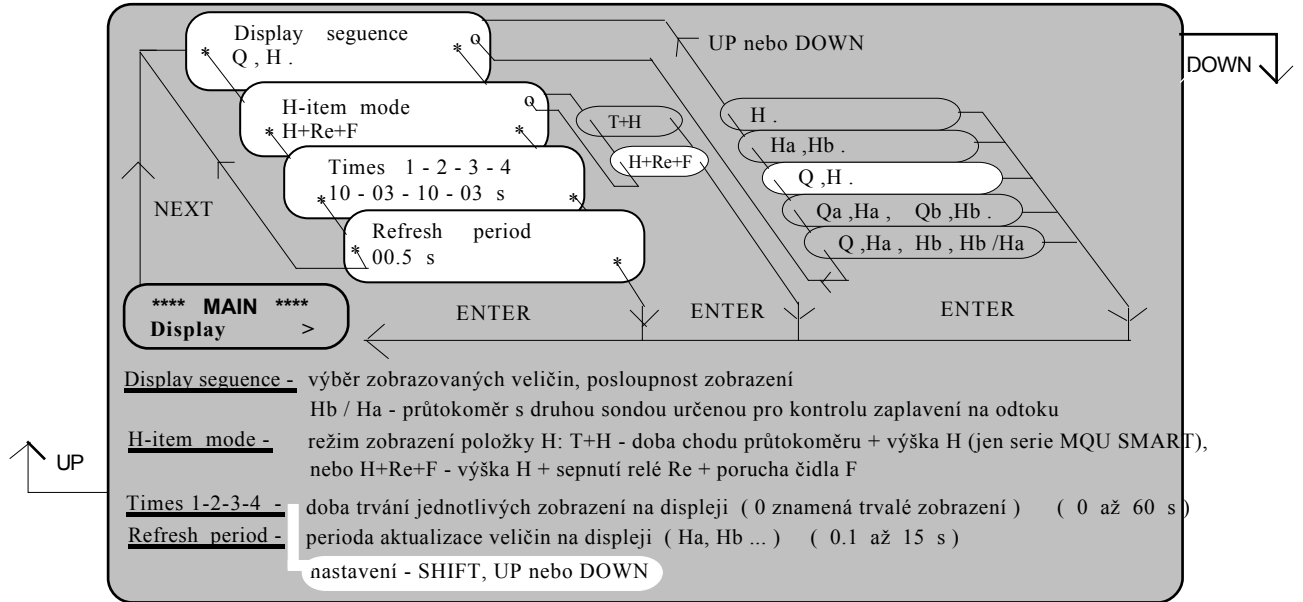 Display seguence
* * o
Q , H .
UP nebo DOWN
DOWN
H-item mode
o
* H+Re+F *
T+H
H+Re+F
H .
Ha ,Hb .
Q ,H .
Qa ,Ha , Qb ,Hb .
Q ,Ha , Hb , Hb /Ha
Times 1 - 2 - 3 - 4
* 10 - 03 - 10 - 03 s *
NEXT
Refresh period
* 00.5 s *
**** MAIN ****
Display >
ENTER ENTER ENTER
Display seguence - výběr zobrazovaných veličin, posloupnost zobrazení
Hb / Ha - průtokoměr s druhou sondou určenou pro kontrolu zaplavení na odtoku
H-item mode - režim zobrazení položky H: T+H - doba chodu průtokoměru + výška H (jen serie MQU SMART),
nebo H+Re+F - výška H + sepnutí relé Re + porucha čidla F
UP
Times 1-2-3-4 - doba trvání jednotlivých zobrazení na displeji ( 0 znamená trvalé zobrazení ) ( 0 až 60 s )
Refresh period - perioda aktualizace veličin na displeji ( Ha, Hb ... ) ( 0.1 až 15 s )
nastavení - SHIFT, UP nebo DOWN